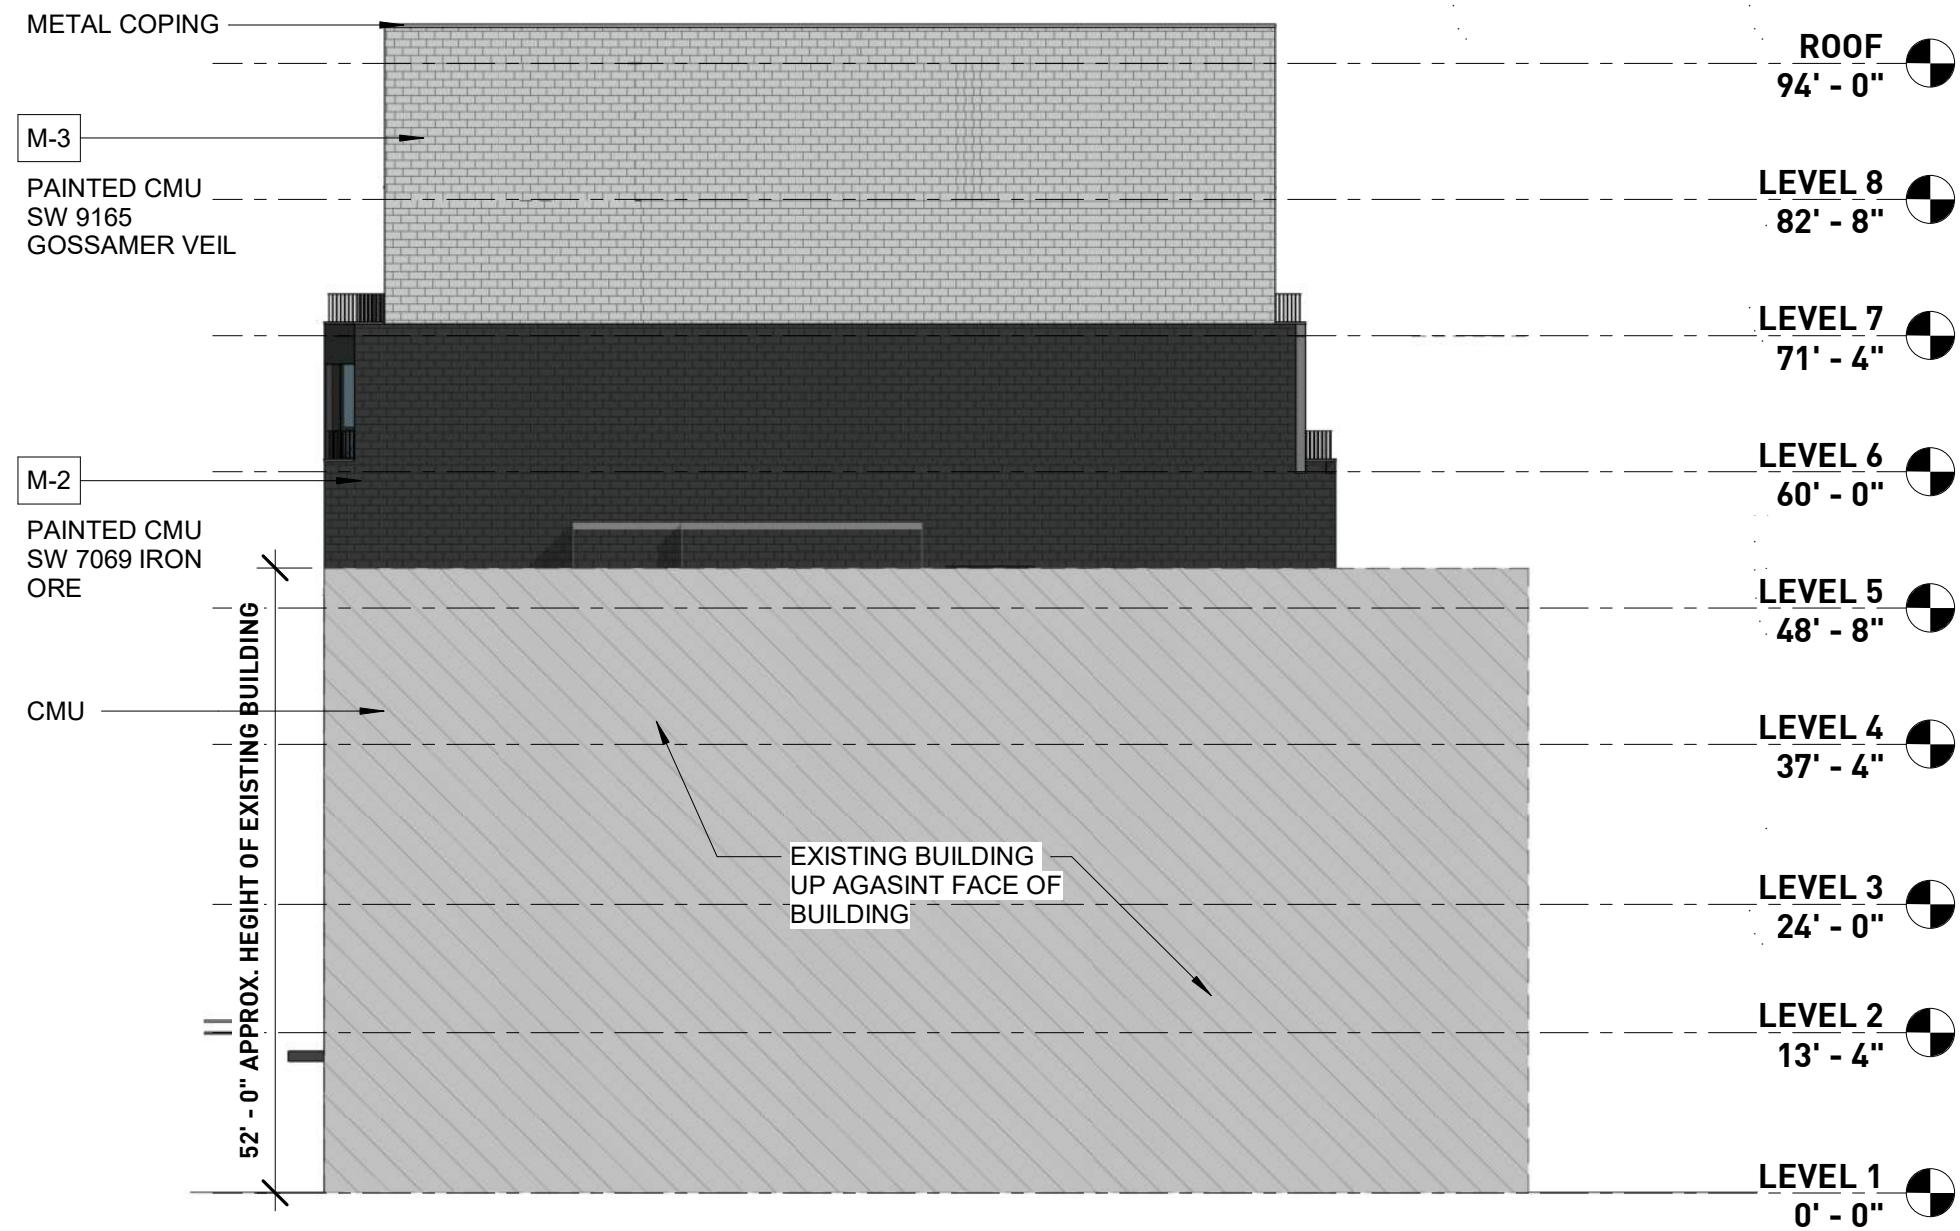 METAL COPING
ROOF
94' - 0"
M-3
PAINTED CMU
SW 9165
GOSSAMER VEIL
LEVEL 8
82' - 8"
LEVEL 7
71' - 4"
M-2
LEVEL 6
60' - 0"
PAINTED CMU
SW 7069 IRON
ORE
LEVEL 5
48' - 8"
52' - 0" APPROX. HEGIHT OF EXISTING BUILDING
CMU
LEVEL 4
37' - 4"
EXISTING BUILDING
UP AGASINT FACE OF
BUILDING
LEVEL 3
24' - 0"
LEVEL 2
13' - 4"
LEVEL 1
0' - 0"